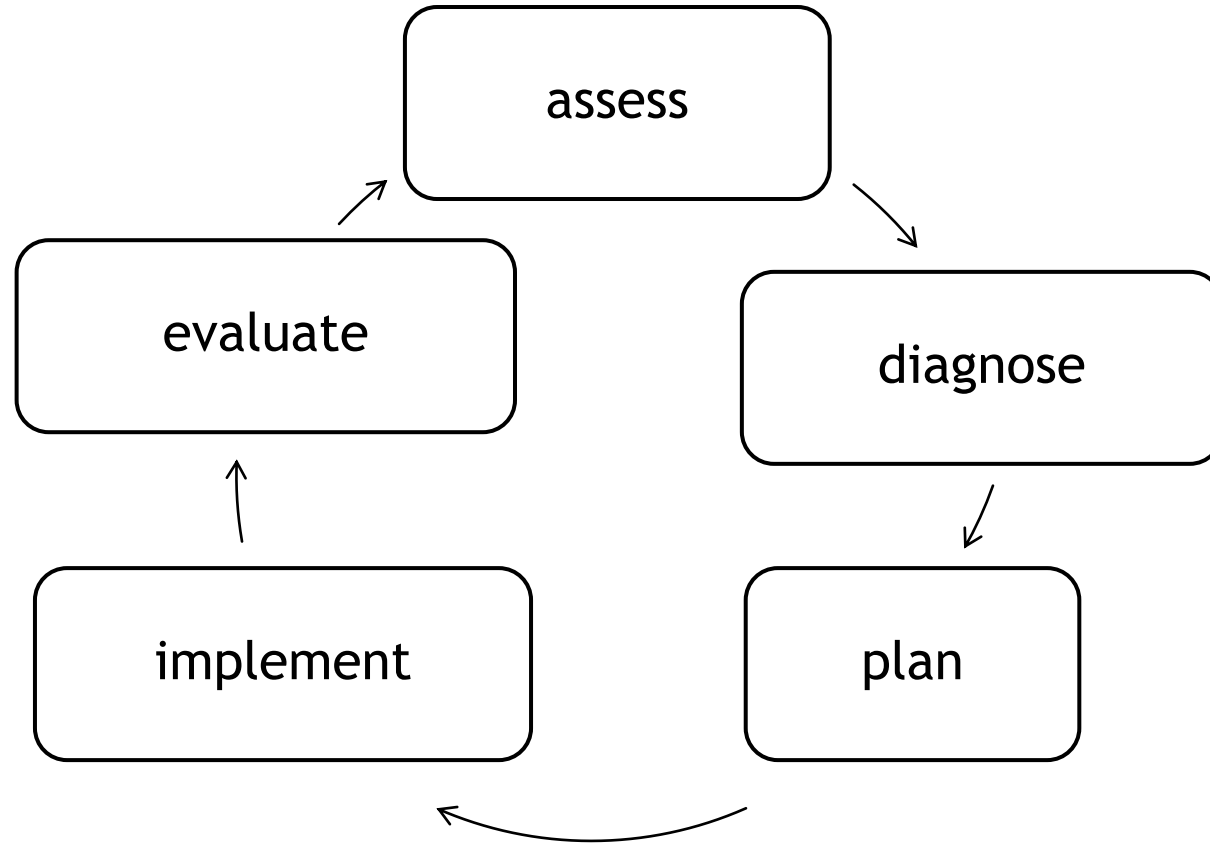 assess
evaluate
diagnose
implement
plan